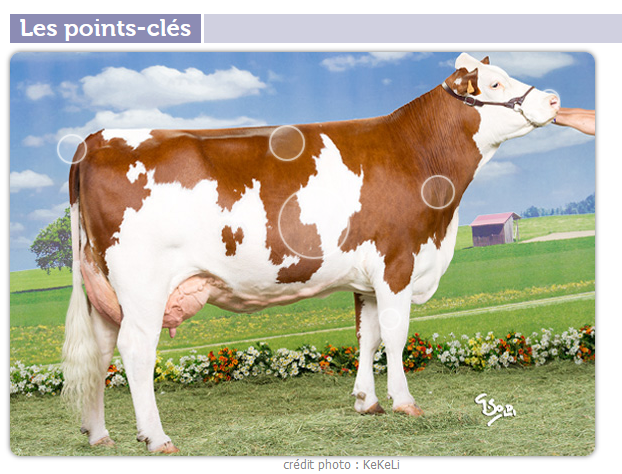 Les points-clés
crédit photo : KeKeLi